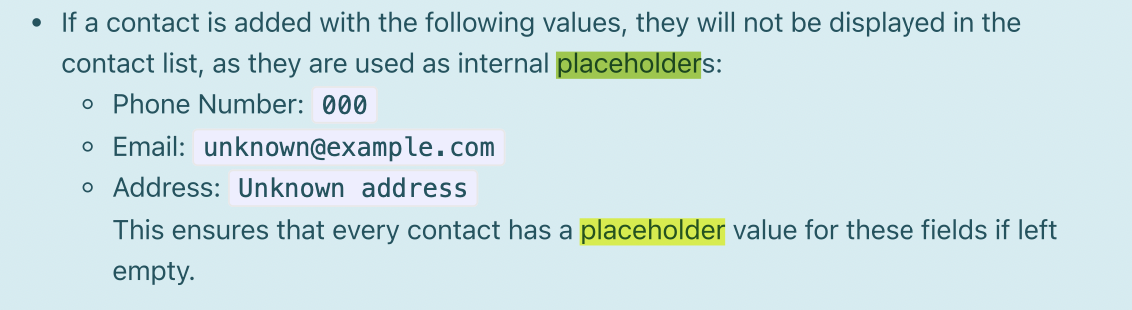 • If a contact is added with the following values, they will not be displayed in the
contact list, as they are used as internal placeholders:
◦ Phone Number: 000
◦ Email: unknown@example.com
◦ Address: Unknown address
This ensures that every contact has a placeholder value for these fields if left
empty.